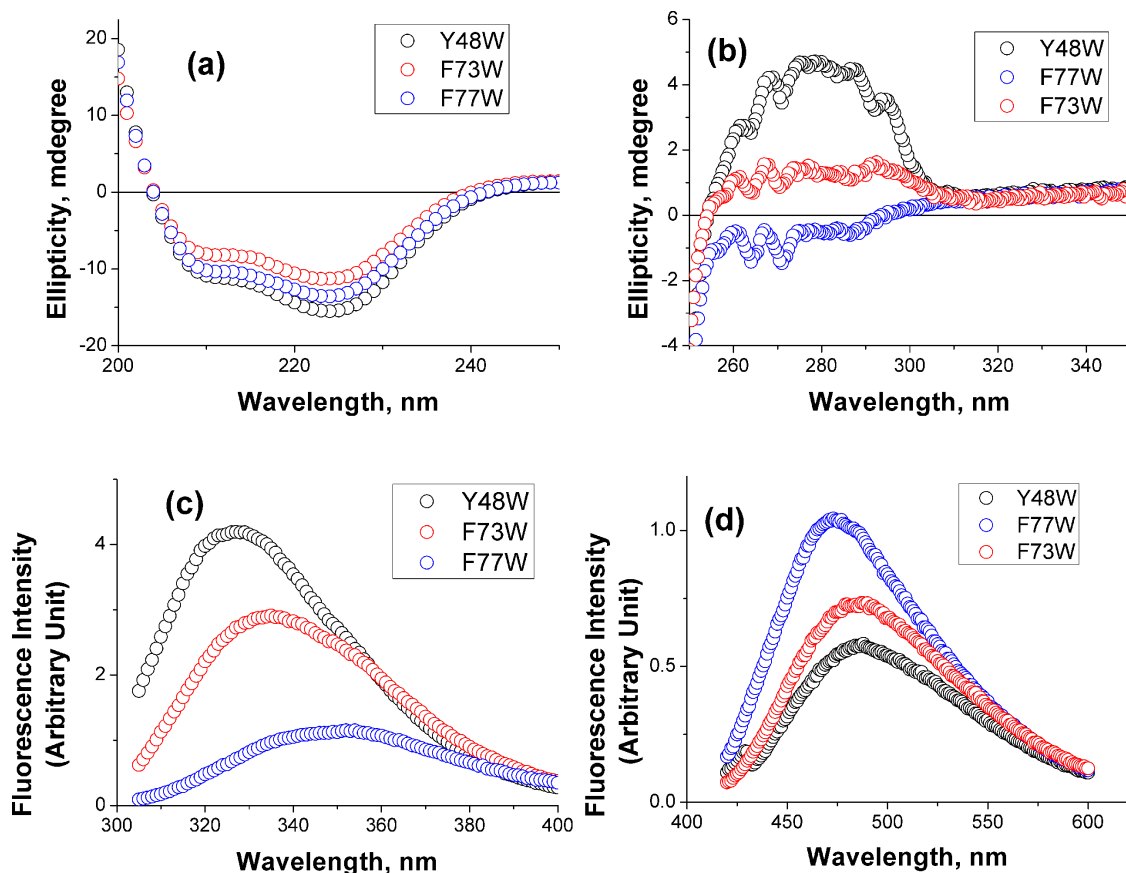 (a)
Y48W
F73W
F77W
20
10
0
-10
-20
200
220
240
Ellipticity, mdegree
Wavelength, nm
(b)
Y48W
F77W
F73W
6
4
2
0
-2
-4
260
280
300
320
340
Ellipticity, mdegree
Wavelength, nm
(c)
Y48W
F73W
F77W
4
2
0
300
320
340
360
380
400
Fluorescence Intensity
(Arbitrary Unit)
Wavelength, nm
(d)
Y48W
F77W
F73W
1.0
0.5
0.0
400
450
500
550
600
Fluorescence Intensity
(Arbitrary Unit)
Wavelength, nm